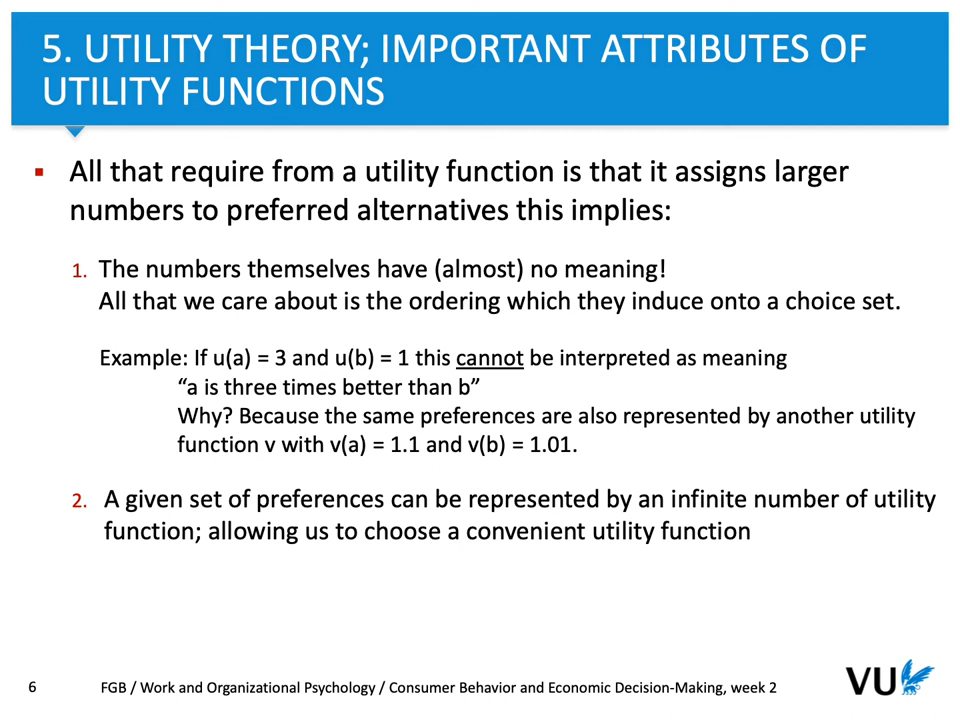 5. UTILITY THEORY; IMPORTANT ATTRIBUTES OF
UTILITY FUNCTIONS
▪ All that require from a utility function is that it assigns larger
numbers to preferred alternatives this implies:
1. The numbers themselves have (almost) no meaning!
All that we care about is the ordering which they induce onto a choice set.
Example: If u(a) = 3 and u(b) = 1 this cannot be interpreted as meaning
“a is three times better than b”
Why? Because the same preferences are also represented by another utility
function v with v(a) = 1.1 and v(b) = 1.01.
2. A given set of preferences can be represented by an infinite number of utility
function; allowing us to choose a convenient utility function
6 FGB / Work and Organizational Psychology / Consumer Behavior and Economic Decision-Making, week 2
VU